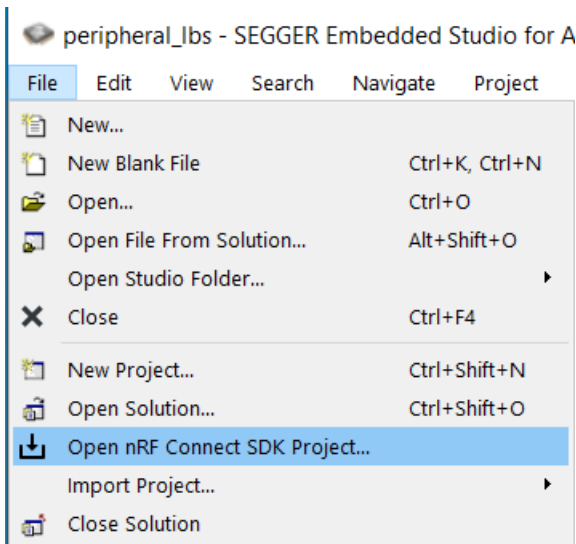 peripheral_lbs - SEGGER Embedded Studio for A
File Edit View Search Navigate Project
New...
New Blank File Ctrl+K, Ctrl+N
Open... Ctrl+O
Open File From Solution... Alt+Shift+O
Open Studio Folder...
Close Ctrl+F4
New Project... Ctrl+Shift+N
Open Solution... Ctrl+Shift+O
Open nRF Connect SDK Project...
Import Project...
Close Solution